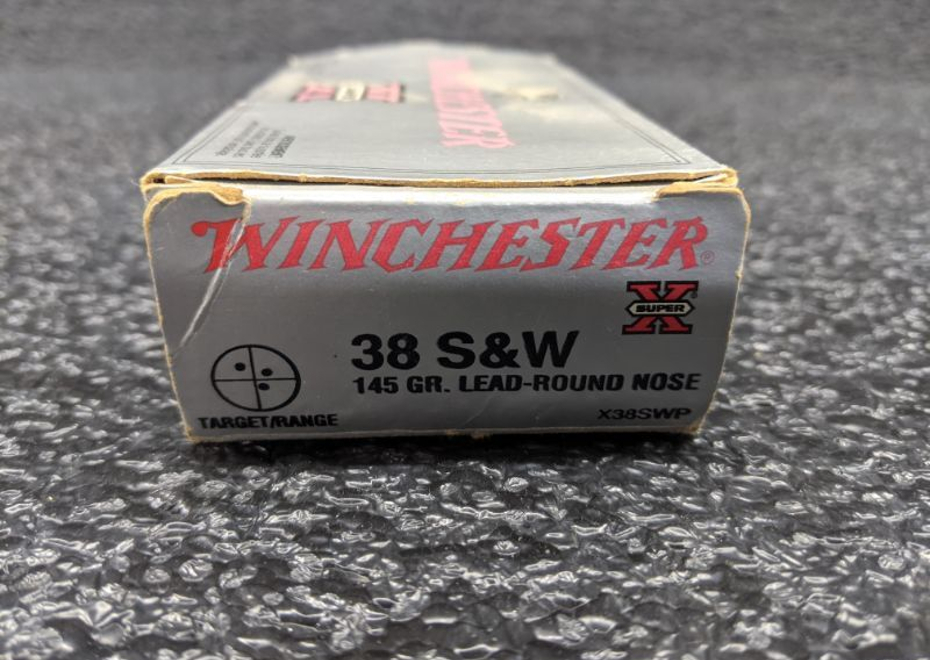 WINCHESTER®
SUPER X
38 S&W
145 GR. LEAD-ROUND NOSE
TARGET/RANGE
X38SWP